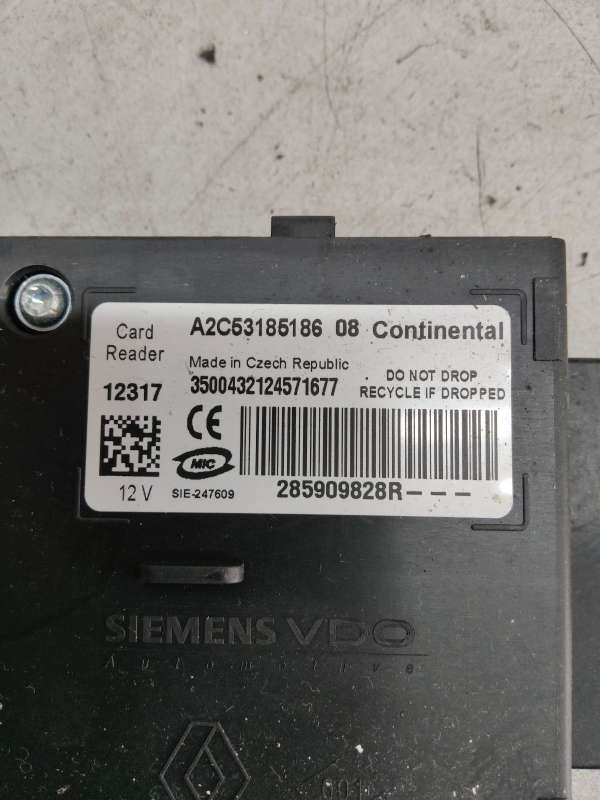 Card Reader
A2C53185186 08 Continental
Made in Czech Republic
12317
3500432124571677
DO NOT DROP
RECYCLE IF DROPPED
CE
MIC
12 V
SIE-247609
285909828R---
SIEMENS VDO
Automotive